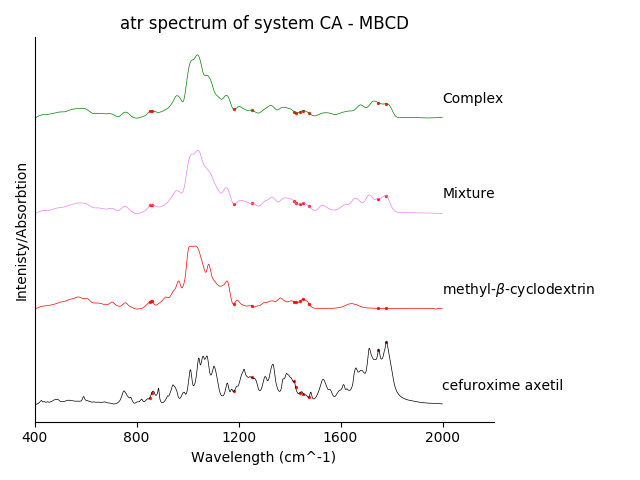 atr spectrum of system CA - MBCD
Complex
Mixture
methyl-β-cyclodextrin
cefuroxime axetil
Intenisty/Absorbtion
400 800 1200 1600 2000
Wavelength (cm^-1)